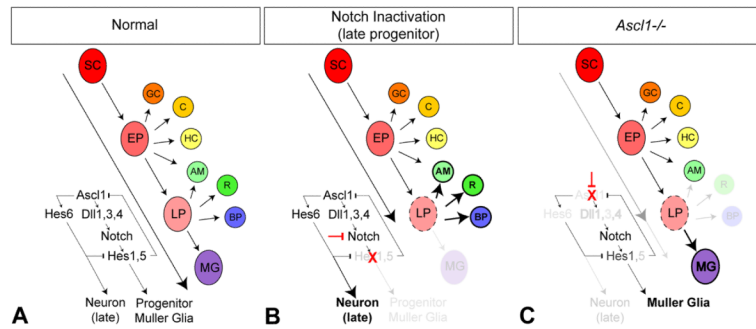 Normal
SC
GC
C
EP
HC
AM
R
LP
BP
MG
Ascl1
Hes6 Dll1,3,4
Notch
Hes1,5
Neuron
(late)
Progenitor
Muller Glia
A
Notch Inactivation
(late progenitor)
SC
GC
C
EP
HC
AM
R
LP
BP
MG
Ascl1
Hes6 Dll1,3,4
Notch
Hes1,5
X
Neuron
(late)
Progenitor
Muller Glia
B
Ascl1-/-
SC
GC
C
EP
HC
AM
R
LP
BP
MG
Ascl1
X
Hes6 Dll1,3,4
Notch
Hes1,5
Neuron
(late)
Muller Glia
C